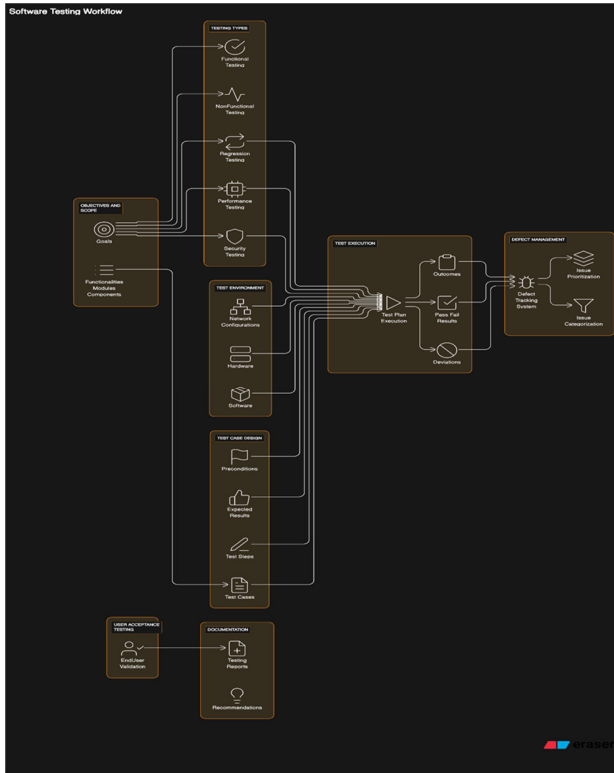 Software Testing Workflow
TESTING TYPES
Functional
Testing
NonFunctional
Testing
Regression
Testing
Performance
Testing
Security
Testing
OBJECTIVES AND
SCOPE
Goals
Functionalities
Modules
Components
TEST ENVIRONMENT
Network
Configurations
Hardware
Software
TEST EXECUTION
Test Plan
Execution
Outcomes
Pass Fail
Results
Deviations
DEFECT MANAGEMENT
Defect
Tracking
System
Issue
Prioritization
Issue
Categorization
TEST CASE DESIGN
Preconditions
Expected
Results
Test Steps
Test Cases
USER ACCEPTANCE
TESTING
EndUser
Validation
DOCUMENTATION
Testing
Reports
Recommendations
eraser